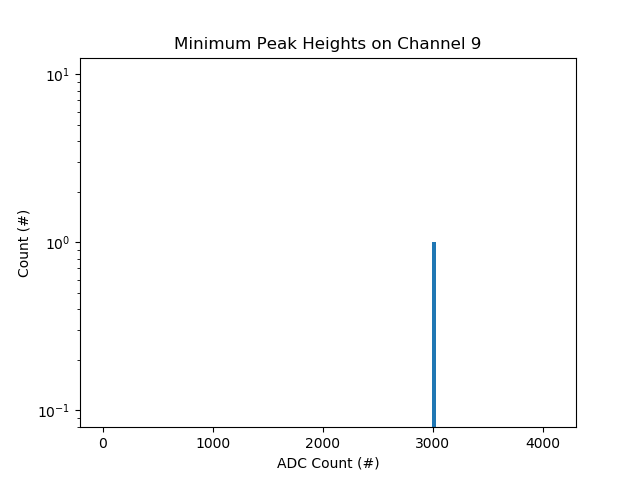 Minimum Peak Heights on Channel 9
Count (#)
10¹
10⁰
10⁻¹
0 1000 2000 3000 4000
ADC Count (#)